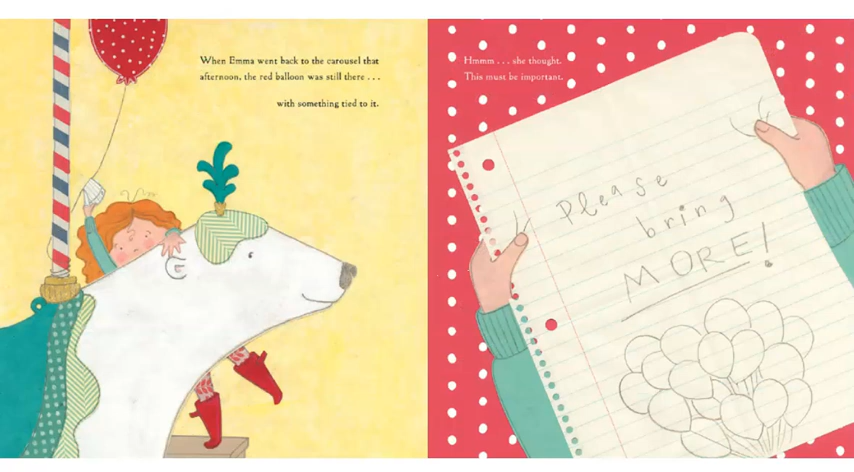 When Emma went back to the carousel that
afternoon, the red balloon was still there . . .
with something tied to it.
Hmmm . . . she thought.
This must be important.
Please
bring
MORE!